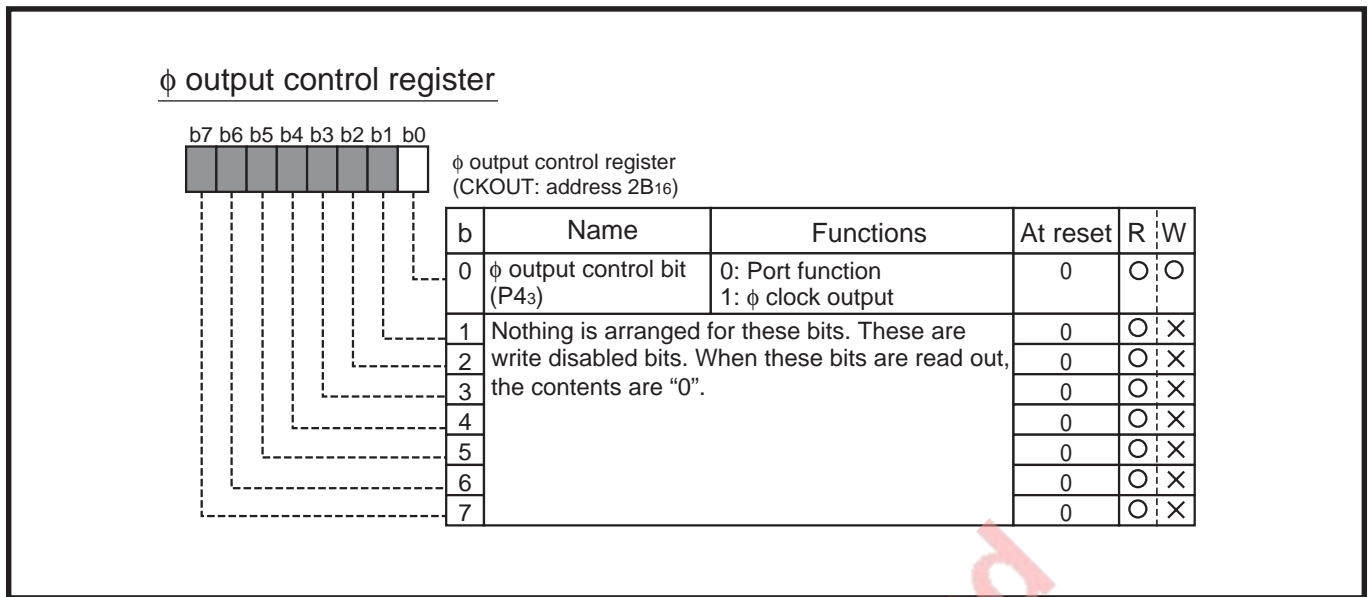 ϕ output control register
b7 b6 b5 b4 b3 b2 b1 b0
ϕ output control register
(CKOUT: address 2B16)
b Name Functions At reset R W
0 ϕ output control bit 0: Port function 0 O O
(P43) 1: ϕ clock output
1 Nothing is arranged for these bits. These are 0 O ×
2 write disabled bits. When these bits are read out, 0 O ×
3 the contents are “0”. 0 O ×
4 0 O ×
5 0 O ×
6 0 O ×
7 0 O ×